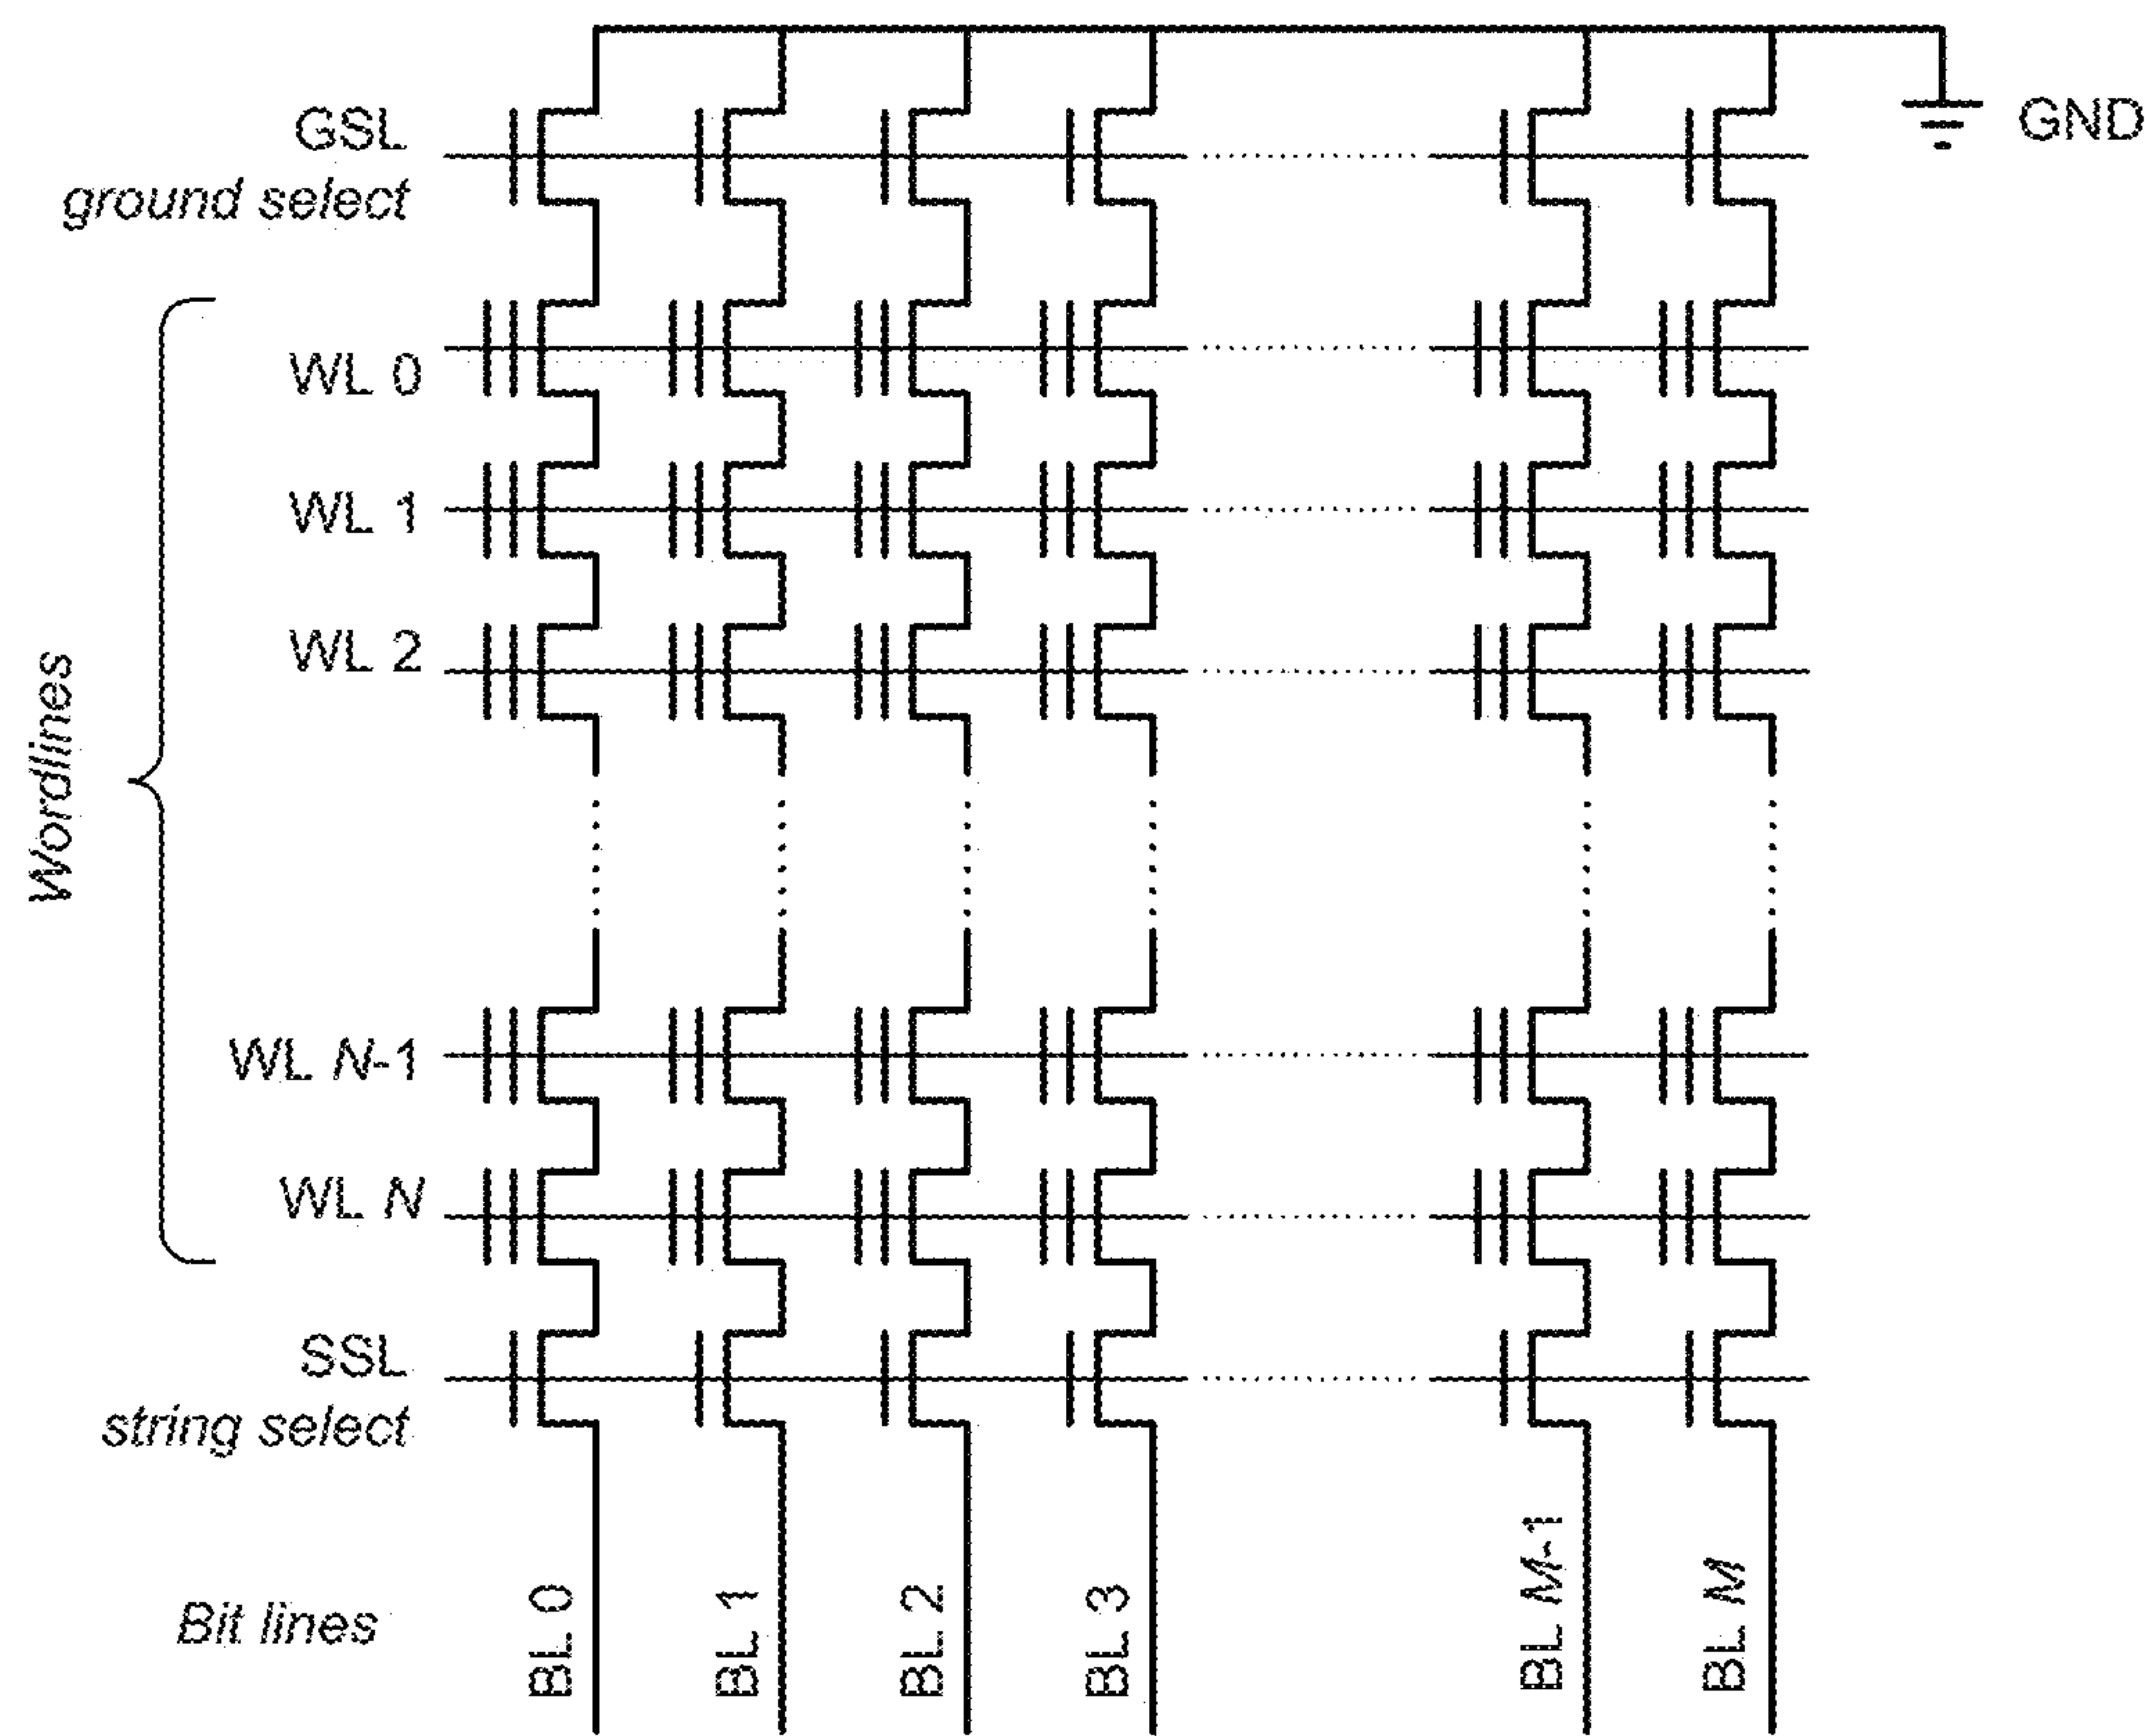 GSL
ground select
GND
WL 0
WL 1
WL 2
Wordlines
WL N-1
WL N
SSL
string select
Bit lines
BL 0
BL 1
BL 2
BL 3
BL M-1
BL M